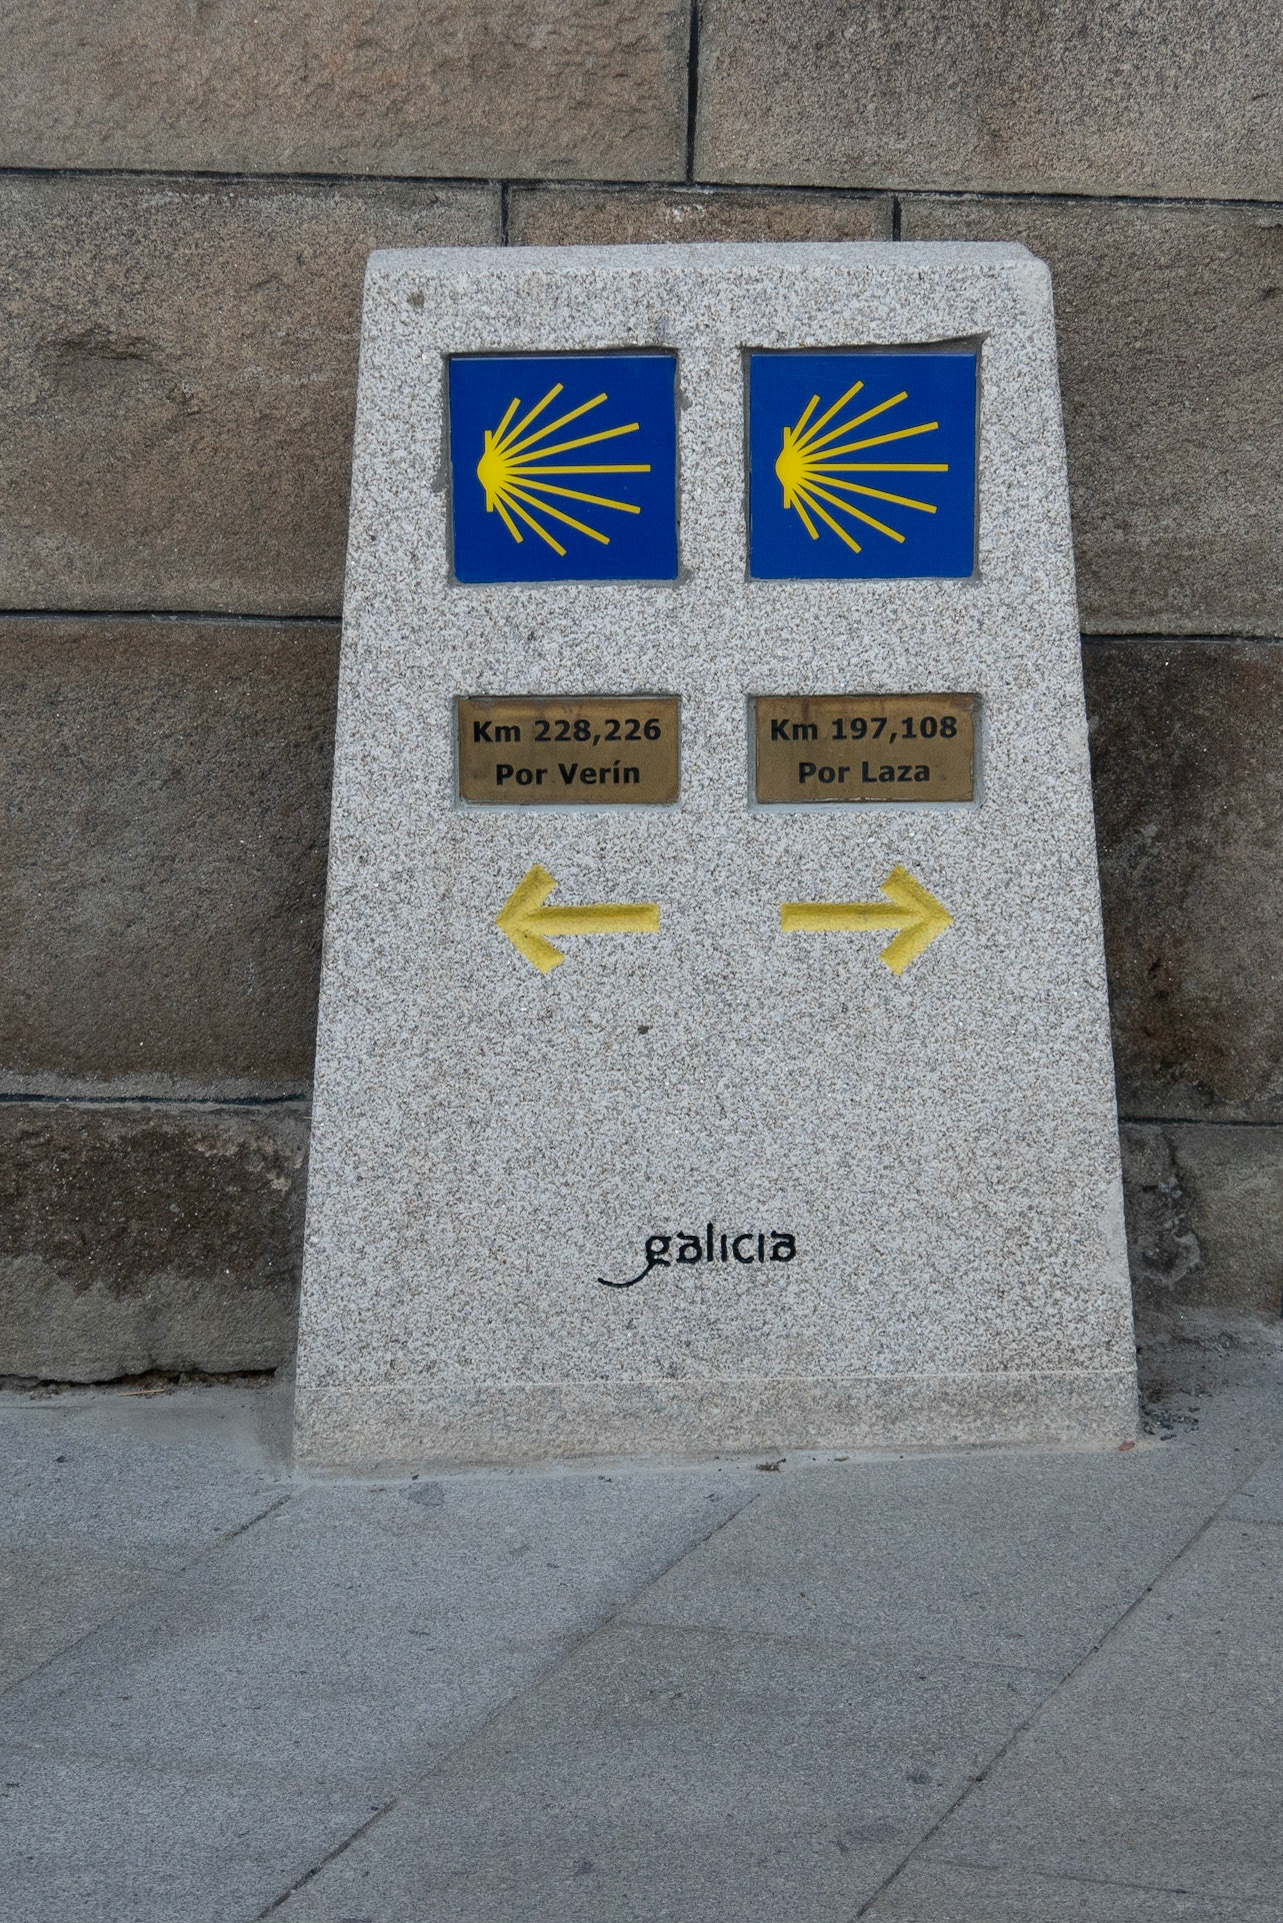 Km 228,226
Por Verín
Km 197,108
Por Laza
galicia